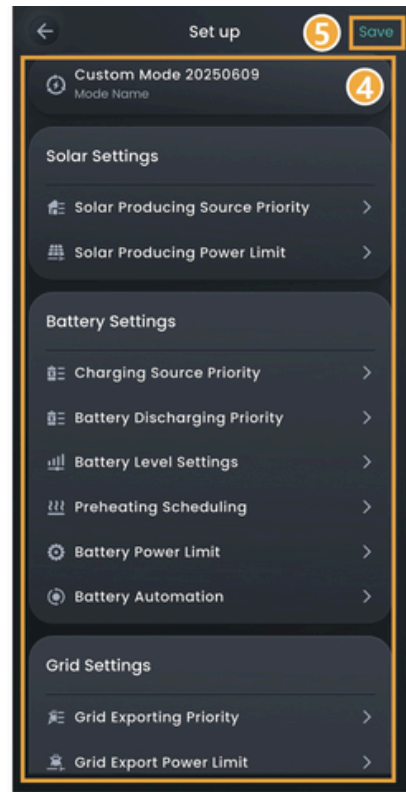 Set up
5
Save
Custom Mode 20250609
4
Mode Name
Solar Settings
Solar Producing Source Priority
Solar Producing Power Limit
Battery Settings
Charging Source Priority
Battery Discharging Priority
Battery Level Settings
Preheating Scheduling
Battery Power Limit
Battery Automation
Grid Settings
Grid Exporting Priority
Grid Export Power Limit